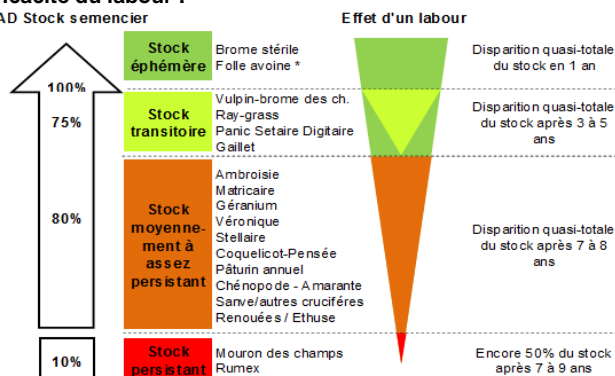 icacité du labour ?
AD Stock semencier
Effet d'un labour
100%
Stock
éphémère
Brome stérile
Folle avoine *
Disparition quasi-totale
du stock en 1 an
75%
Stock
transitoire
Vulpin-brome des ch.
Ray-grass
Panic Setaire Digitaire
Gaillet
Disparition quasi-totale
du stock après 3 à 5
ans
80%
Stock
moyenne-
ment à
assez
persistant
Ambroisie
Matricaire
Géranium
Véronique
Stellaire
Coquelicot-Pensée
Pâturin annuel
Chénopode - Amarante
Sanve/autres crucifères
Renouées / Ethuse
Disparition quasi-totale
du stock après 7 à 8
ans
10%
Stock
persistant
Mouron des champs
Rumex
Encore 50% du stock
après 7 à 9 ans